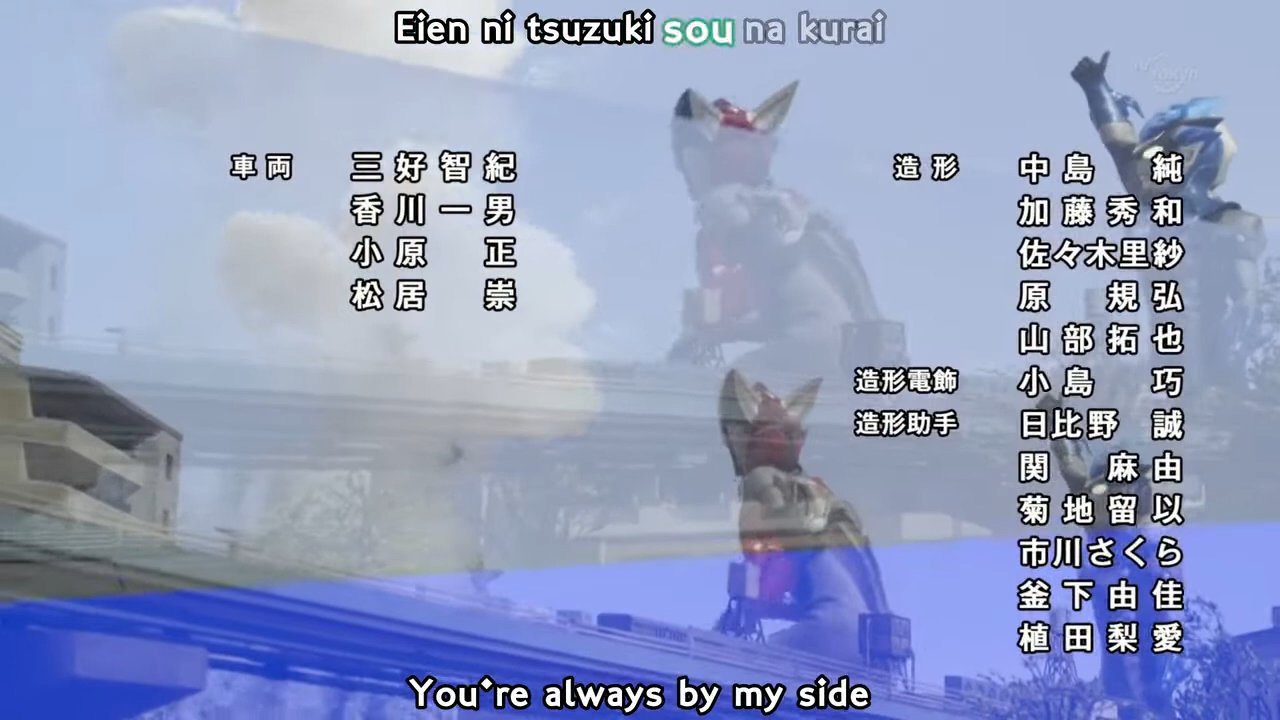 Eien ni tsuzuki sou na kurai
車両 三好智紀
香川一男
小原 正
松居 崇
造形 中島 純
加藤秀和
佐々木里紗
原 規弘
山部拓也
造形電飾 小島 巧
造形助手 日比野 誠
関 麻由
菊地留以
市川さくら
釜下由佳
植田梨愛
You're always by my side